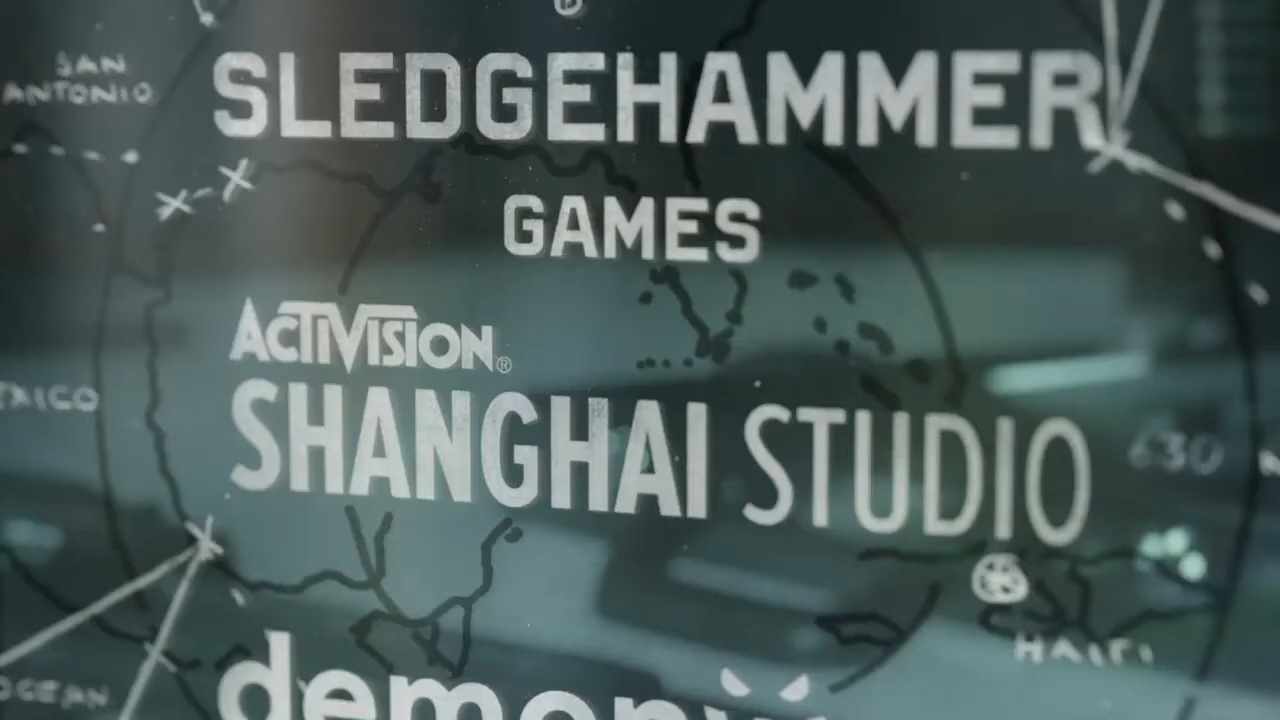 SAN
ANTONIO
SLEDGEHAMMER
GAMES
ACTIVISION®
SHANGHAI STUDIO
630
HAITI
OCEAN